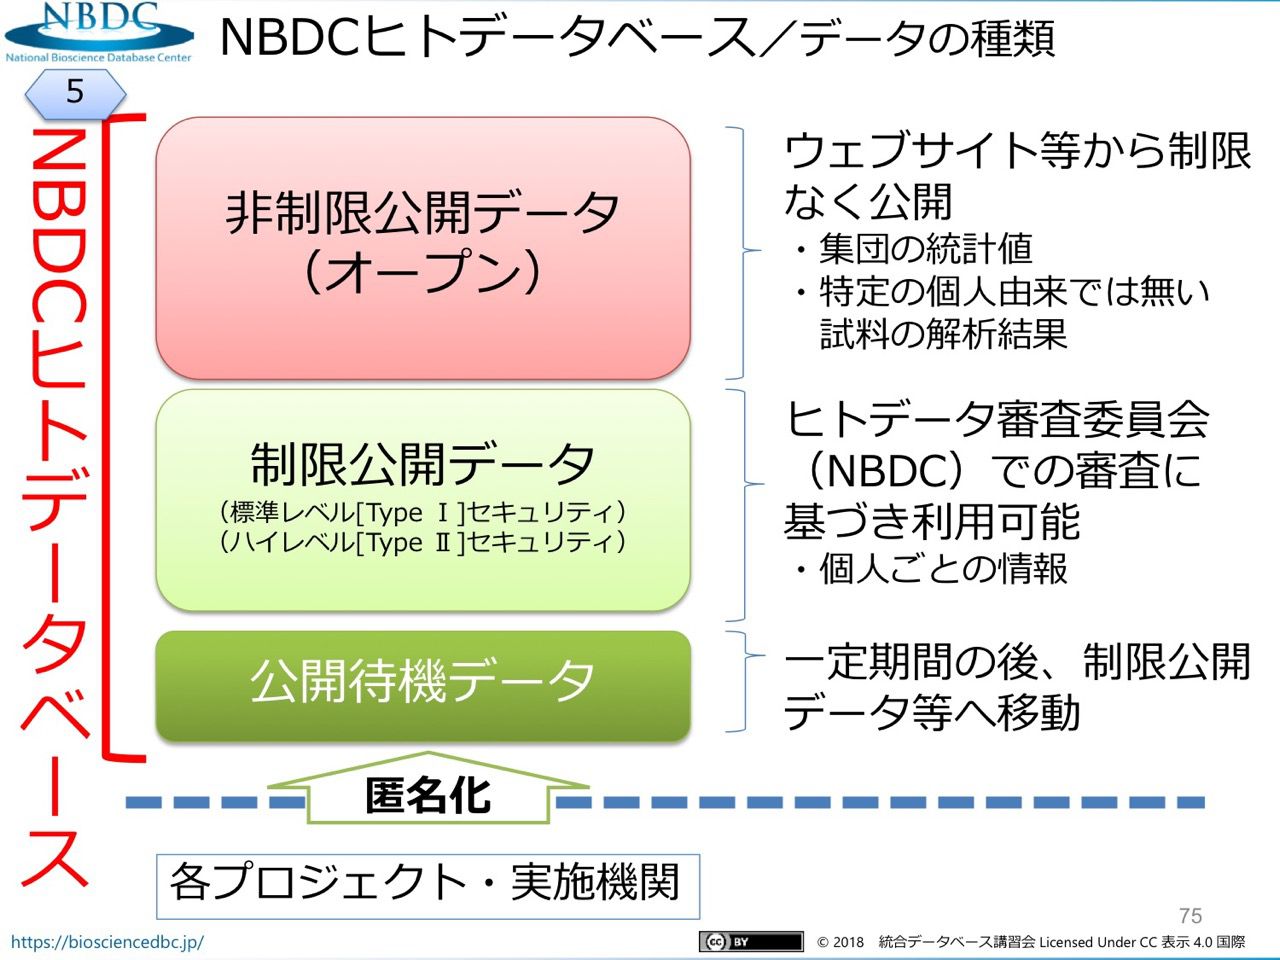 NBDC
National Bioscience Database Center
NBDCヒトデータベース／データの種類
5
NBDCヒトデータベース
非制限公開データ
（オープン）
ウェブサイト等から制限
なく公開
・集団の統計値
・特定の個人由来では無い
試料の解析結果
制限公開データ
（標準レベル[Type Ⅰ]セキュリティ）
（ハイレベル[Type Ⅱ]セキュリティ）
ヒトデータ審査委員会
（NBDC）での審査に
基づき利用可能
・個人ごとの情報
公開待機データ
一定期間の後、制限公開
データ等へ移動
匿名化
各プロジェクト・実施機関
75
https://biosciencedbc.jp/
cc BY
© 2018 統合データベース講習会 Licensed Under CC 表示 4.0 国際